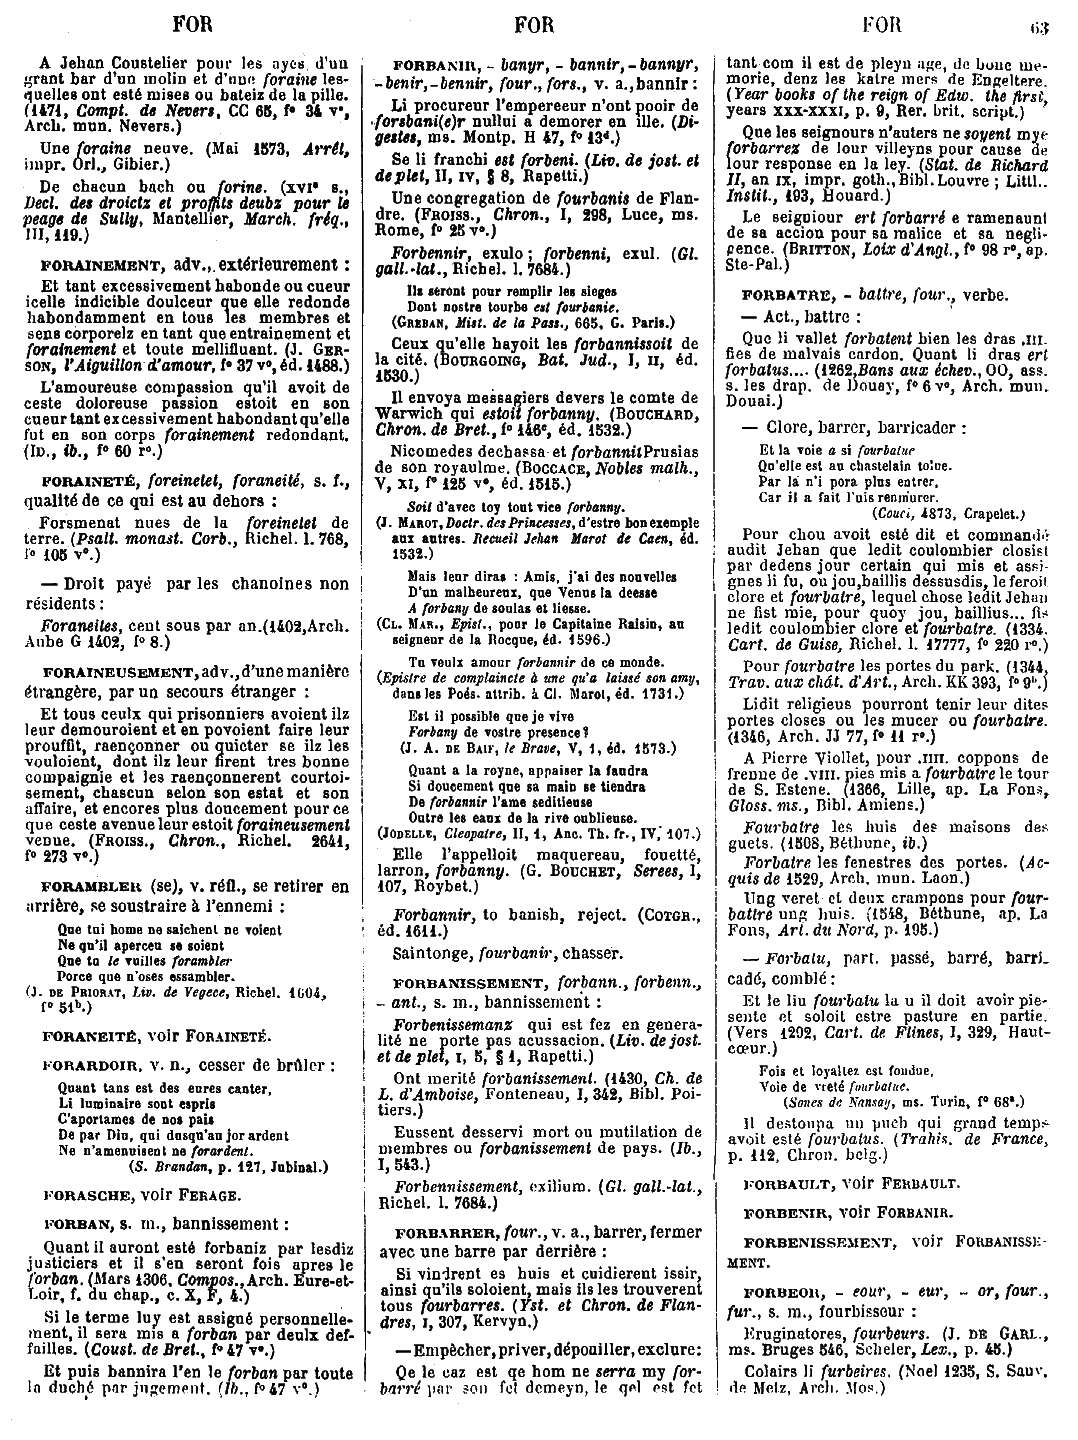 FOR
FOR
FOR
63
A Jehan Coustelier pour les ayes d'un
grant bar d'un molin et d'une foraine les-
quelles ont esté mises ou bateiz de la pille.
(1471, Compt. de Nevers, CC 65, f° 34 v°,
Arch. mun. Nevers.)
Une foraine neuve. (Mai 1573, Arrêt,
impr. Orl., Gibier.)
De chacun bach ou forine. (XVIᵉ s.,
Decl. des droictz et proffits deubz pour le
peage de Sully, Mantellier, March. fréq.,
III, 119.)
FORAINEMENT, adv., extérieurement :
Et tant excessivement habonde ou cueur
icelle indicible doulceur que elle redonde
habondamment en tous les membres et
sens corporelz en tant que entrainement et
forainement et toute mellifluant. (J. GER-
SON, l'Aiguillon d'amour, f° 37 v°, éd. 1488.)
L'amoureuse compassion qu'il avoit de
ceste doloreuse passion estoit en son
cueur tant excessivement habondant qu'elle
fut en son corps forainement redondant.
(ID., ib., f° 60 r°.)
FORAINETÉ, foreinetet, foraneité, s. f.,
qualité de ce qui est au dehors :
Forsmenat nues de la foreinetet de
terre. (Psalt. monast. Corb., Richel. l. 768,
f° 105 v°.)
— Droit payé par les chanoines non
résidents :
Foraneites, cent sous par an. (1402, Arch.
Aube G 1402, f° 8.)
FORAINEUSEMENT, adv., d'une manière
étrangère, par un secours étranger :
Et tous ceulx qui prisonniers avoient ilz
leur demouroient et en povoient faire leur
prouffit, raençonner ou quicter se ilz les
vouloient, dont ilz leur firent tres bonne
compaignie et les raençonnerent courtoi-
sement, chascun selon son estat et son
affaire, et encores plus doucement pour ce
que ceste avenue leur estoit foraineusement
venue. (FROISS., Chron., Richel. 2641,
f° 273 v°.)
FORAMBLER (se), v. réfl., se retirer en
arrière, se soustraire à l'ennemi :
Que tui home ne saichent ne voient
Ne qu'il aperceu se soient
Que tu le vuilles forambler
Porce que n'oses essambler.
(J. DE PRIORAT, Liv. de Vegece, Richel. 1604,
f° 51ᵇ.)
FORANEITÉ, voir FORAINETÉ.
FORARDOIR, v. n., cesser de brûler :
Quant tans est des eures canter,
Li luminaire sont espris
C'aportames de nos pais
De par Diu, qui dusqu'au jor ardent
Ne n'amenuisent ne forardent.
(S. Brandan, p. 127, Jubinal.)
FORASCHE, voir FERAGE.
FORBAN, s. m., bannissement :
Quant il auront esté forbaniz par lesdiz
justiciers et il s'en seront fois apres le
forban. (Mars 1306, Compos., Arch. Eure-et-
Loir, f. du chap., c. X, F, 4.)
Si le terme luy est assigné personnelle-
ment, il sera mis a forban par deulx def-
failles. (Coust. de Bret., f° 47 v°.)
Et puis bannira l'en le forban par toute
la duché par jugement. (Ib., f° 47 v°.)
FORBANIR, - banyr, - bannir, - bannyr,
- benir, - bennir, four., fors., v. a., bannir :
Li procureur l'empereeur n'ont pooir de
forsbani(e)r nullui a demorer en ille. (Di-
gestes, ms. Montp. H 47, f° 13ᵈ.)
Se li franchi est forbeni. (Liv. de jost. et
de plet, II, IV, § 8, Rapetti.)
Une congregation de fourbanis de Flan-
dre. (FROISS., Chron., I, 298, Luce, ms.
Rome, f° 25 v°.)
Forbennir, exulo ; forbenni, exul. (Gl.
gall.-lat., Richel. l. 7684.)
Ils seront pour remplir les sieges
Dont nostre tourbe est fourbanie.
(GREBAN, Mist. de la Pass., 665, G. Paris.)
Ceux qu'elle hayoit les forbannissoit de
la cité. (BOURGOING, Bat. Jud., I, II, éd.
1530.)
Il envoya messagiers devers le comte de
Warwich qui estoit forbanny. (BOUCHARD,
Chron. de Bret., f° 146ᶜ, éd. 1532.)
Nicomedes dechassa et forbannit Prusias
de son royaulme. (BOCCACE, Nobles malh.,
V, XI, f° 125 v°, éd. 1515.)
Soit d'avec toy tout vice forbanny.
(J. MAROT, Doctr. des Princesses, d'estre bon exemple
aux autres. Recueil Jehan Marot de Caen, éd.
1532.)
Mais leur diras : Amis, j'ai des nouvelles
D'un malheureux, que Venus la deesse
A forbany de soulas et liesse.
(CL. MAR., Epist., pour le Capitaine Raisin, au
seigneur de la Rocque, éd. 1596.)
Tu veulx amour forbannir de ce monde.
(Epistre de complaincte à une qu'a laissé son amy,
dans les Poés. attrib. à Cl. Marot, éd. 1731.)
Est il possible que je vive
Forbany de vostre presence ?
(J. A. DE BAIF, le Brave, V, 1, éd. 1573.)
Quant a la royne, appaiser la faudra
Si doucement que sa main se tiendra
De forbannir l'ame seditieuse
Outre les eaux de la rive oublieuse.
(JODELLE, Cleopatre, II, 1, Anc. Th. fr., IV, 107.)
Elle l'appelloit maquereau, fouetté,
larron, forbanny. (G. BOUCHET, Serees, I,
107, Roybet.)
Forbannir, to banish, reject. (COTGR.,
éd. 1611.)
Saintonge, fourbanir, chasser.
FORBANISSEMENT, forbann., forbenn.,
- ant., s. m., bannissement :
Forbenissemanz qui est fez en genera-
lité ne porte pas acussacion. (Liv. de jost.
et de plet, I, 5, § 1, Rapetti.)
Ont merité forbanissement. (1430, Ch. de
L. d'Amboise, Fonteneau, I, 342, Bibl. Poi-
tiers.)
Eussent desservi mort ou mutilation de
membres ou forbanissement de pays. (Ib.,
I, 543.)
Forbennissement, exilium. (Gl. gall.-lat.,
Richel. l. 7684.)
FORBARRER, four., v. a., barrer, fermer
avec une barre par derrière :
Si vindrent es huis et cuidierent issir,
ainsi qu'ils soloient, mais ils les trouverent
tous fourbarres. (Yst. et Chron. de Flan-
dres, I, 307, Kervyn.)
— Empêcher, priver, dépouiller, exclure :
Qe le caz est qe hom ne serra my for-
barré par son fet demeyn, le qel est fet
tant com il est de pleyn age, de bone me-
morie, denz les katre mers de Engeltere.
(Year books of the reign of Edw. the first,
years XXX-XXXI, p. 9, Rer. brit. script.)
Que les seignours n'auters ne soyent mye
forbarrez de lour villeyns pour cause de
lour response en la ley. (Stat. de Richard
II, an IX, impr. goth., Bibl. Louvre ; Littl.,
Instit., 193, Houard.)
Le seigniour ert forbarré e ramenaunt
de sa accion pour sa malice et sa negli-
gence. (BRITTON, Loix d'Angl., f° 98 r°, ap.
Ste-Pal.)
FORBATRE, - battre, four., verbe.
— Act., battre :
Que li vallet forbatent bien les dras .III.
fies de malvais cardon. Quant li dras ert
forbatus.... (1262, Bans aux échev., OO, ass.
s. les drap. de Douay, f° 6 v°, Arch. mun.
Douai.)
— Clore, barrer, barricader :
Et la voie a si fourbatue
Qu'elle est au chastelain tolue.
Par la n'i pora plus entrer,
Car il a fait l'uis renmurer.
(Couci, 4873, Crapelet.)
Pour chou avoit esté dit et commandé
audit Jehan que ledit coulombier closist
par dedens jour certain qui mis et assi-
gnes li fu, ou jou, baillis dessusdis, le feroit
clore et fourbatre, lequel chose ledit Jehan
ne fist mie, pour quoy jou, baillius... fis
ledit coulombier clore et fourbatre. (1334,
Cart. de Guise, Richel. l. 17777, f° 220 r°.)
Pour fourbatre les portes du park. (1344,
Trav. aux chât. d'Art., Arch. KK 393, f° 9ᵇ.)
Lidit religieus pourront tenir leur dites
portes closes ou les mucer ou fourbatre.
(1346, Arch. JJ 77, f° 11 r°.)
A Pierre Viollet, pour .IIII. coppons de
frenne de .VIII. pies mis a fourbatre le tour
de S. Estene. (1366, Lille, ap. La Fons,
Gloss. ms., Bibl. Amiens.)
Fourbatre les huis des maisons des
guets. (1508, Béthune, ib.)
Forbatre les fenestres des portes. (Ac-
quis de 1529, Arch. mun. Laon.)
Ung veret et deux crampons pour four-
battre ung huis. (1548, Béthune, ap. La
Fons, Art. du Nord, p. 195.)
— Forbatu, part. passé, barré, barri-
cadé, comblé :
Et le liu fourbatu la u il doit avoir pie-
sente et soloit estre pasture en partie.
(Vers 1292, Cart. de Flines, I, 329, Haut-
cœur.)
Fois et loyaltez est fondue,
Voie de vreté fourbatue.
(Sones de Nansay, ms. Turin, f° 68ᵃ.)
Il destoupa un puch qui grand temps
avoit esté fourbatus. (Trahis. de France,
p. 112, Chron. belg.)
FORBAULT, voir FERBAULT.
FORBENIR, voir FORBANIR.
FORBENISSEMENT, voir FORBANISSE-
MENT.
FORBEOR, - eour, - eur, - or, four.,
fur., s. m., fourbisseur :
Eruginatores, fourbeurs. (J. DE GARL.,
ms. Bruges 546, Scheler, Lex., p. 45.)
Colairs li furbeires. (Noel 1235, S. Sauv.
de Metz, Arch. Mos.)